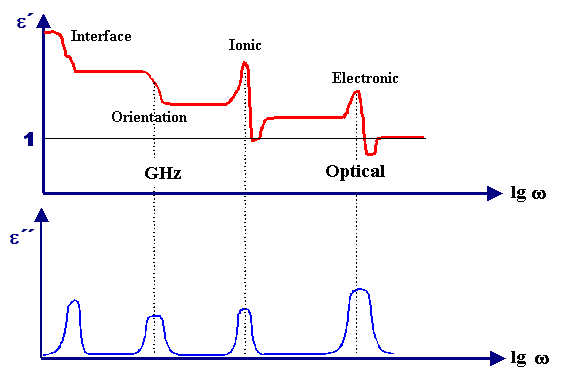 ε´
Interface
Ionic
Electronic
Orientation
1
GHz
Optical
lg ω
ε´´
lg ω